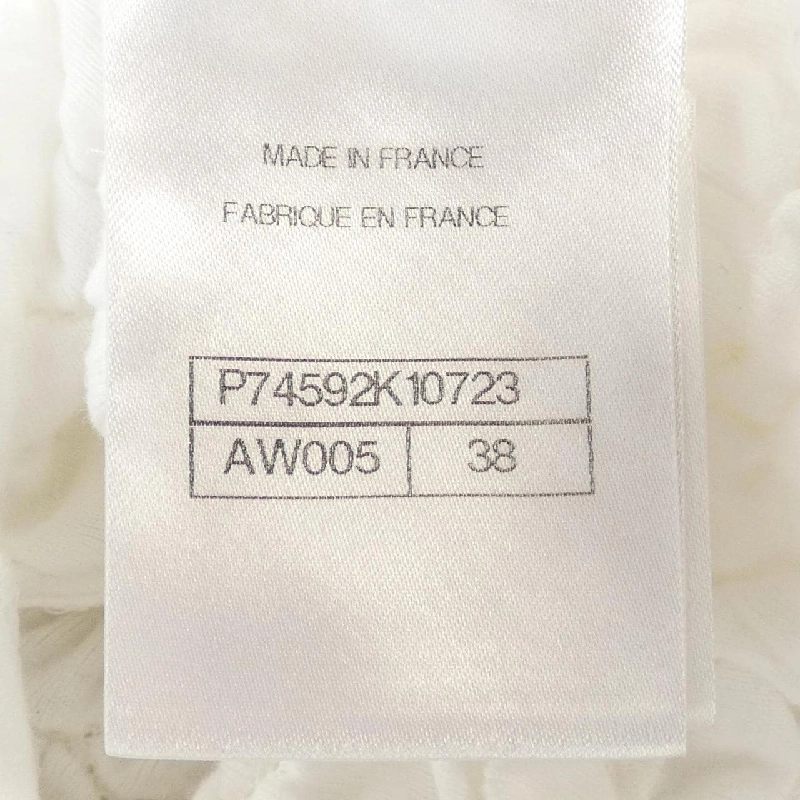 MADE IN FRANCE
FABRIQUE EN FRANCE
P74592K10723
AW005 38